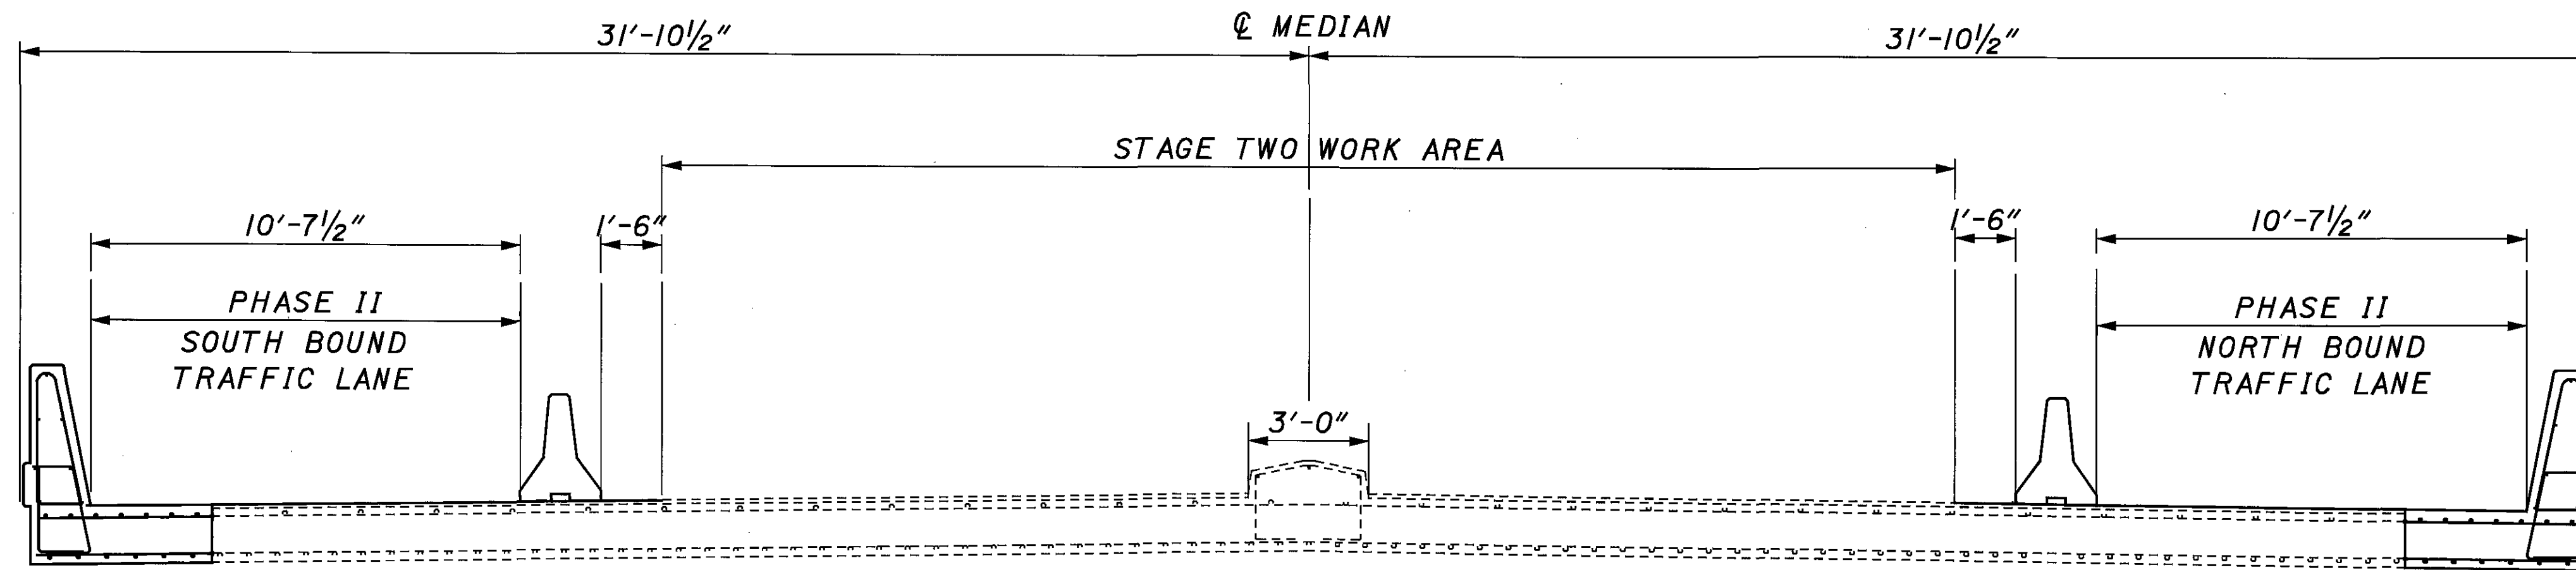 ℄ MEDIAN
31'-10½"
31'-10½"
STAGE TWO WORK AREA
10'-7½"
1'-6"
1'-6"
10'-7½"
PHASE II
SOUTH BOUND
TRAFFIC LANE
PHASE II
NORTH BOUND
TRAFFIC LANE
3'-0"